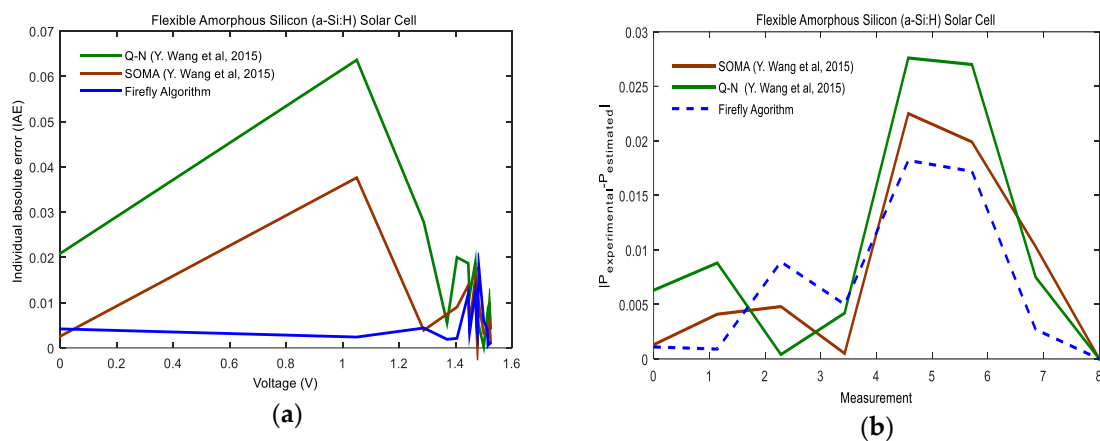 Flexible Amorphous Silicon (a-Si:H) Solar Cell
Individual absolute error (IAE)
0.07
0.06
0.05
0.04
0.03
0.02
0.01
0
Q-N (Y. Wang et al, 2015)
SOMA (Y. Wang et al, 2015)
Firefly Algorithm
0 0.2 0.4 0.6 0.8 1.0 1.2 1.4 1.6
Voltage (V)
(a)
Flexible Amorphous Silicon (a-Si:H) Solar Cell
|Pexperimental-Pestimated|
0.03
0.025
0.02
0.015
0.01
0.005
0
SOMA (Y. Wang et al, 2015)
Q-N (Y. Wang et al, 2015)
Firefly Agorithm
0 1 2 3 4 5 6 7 8
Measurement
(b)